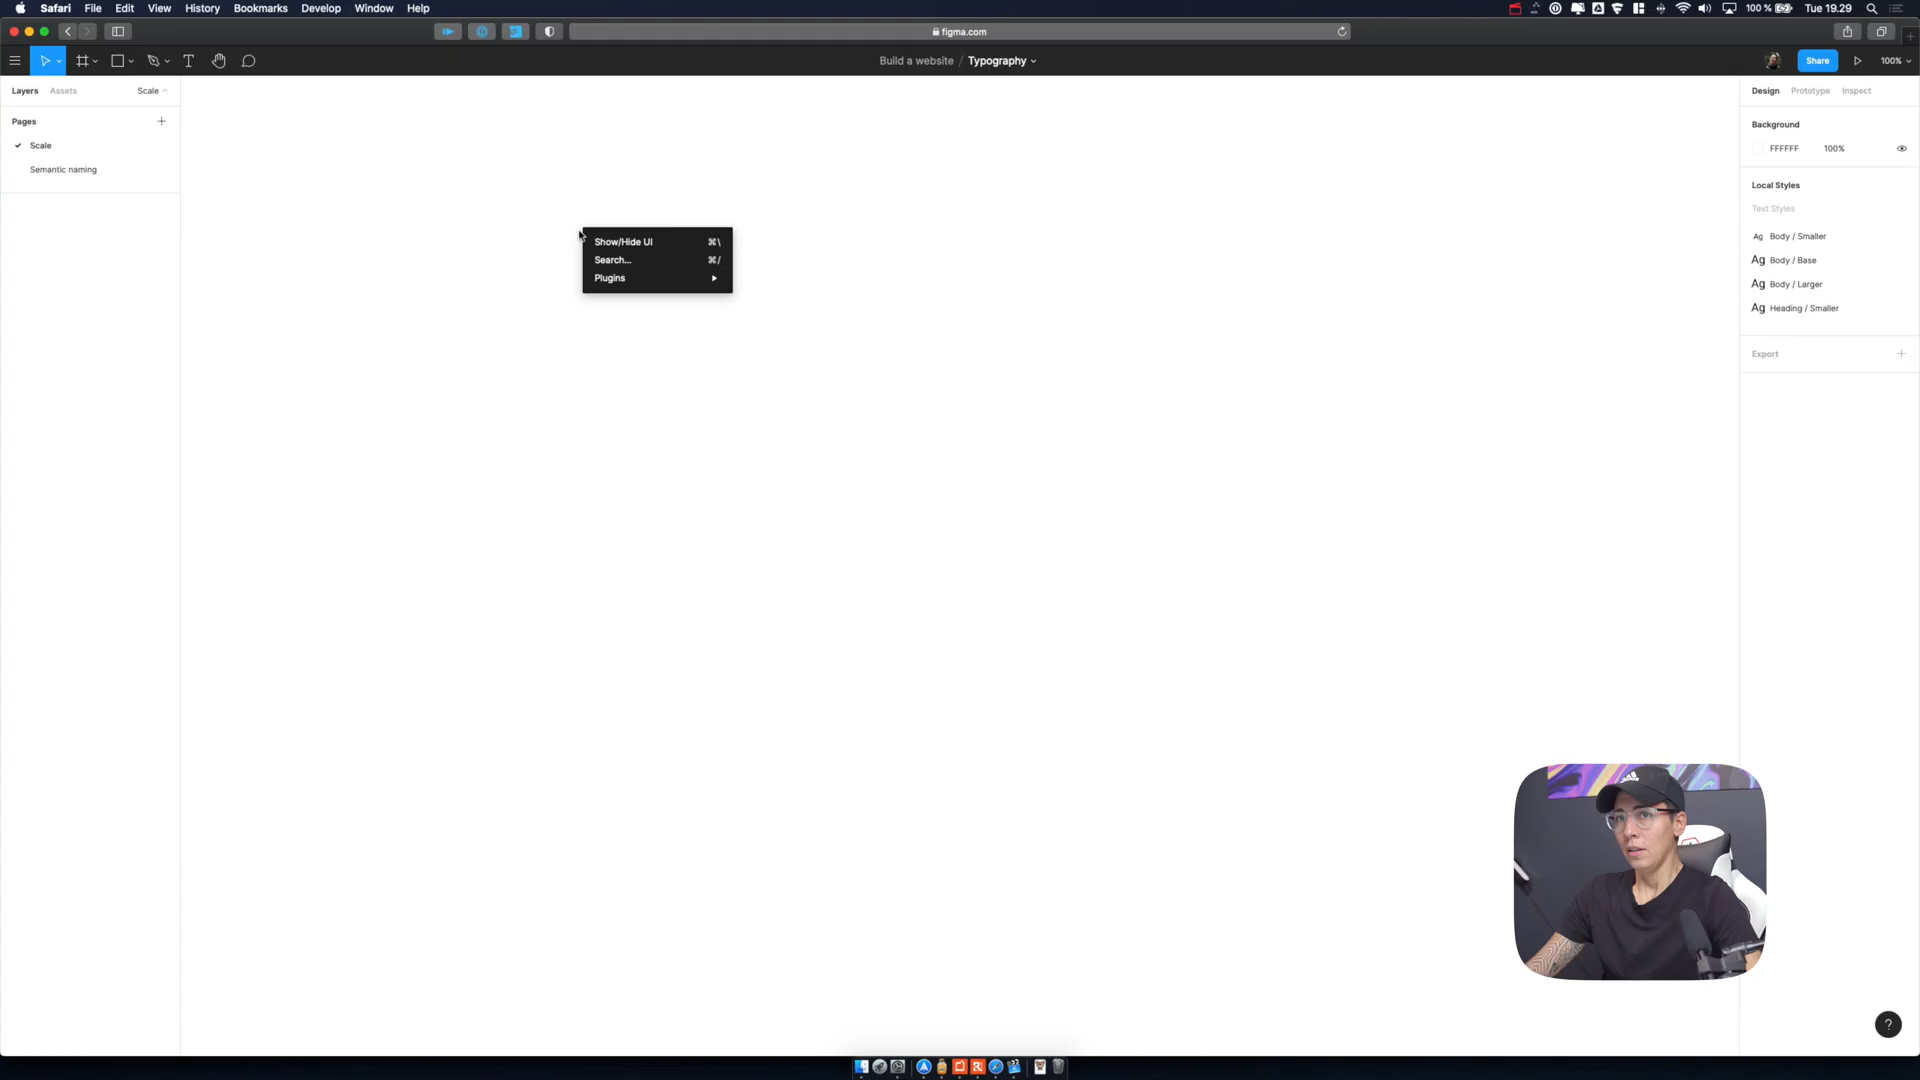 Safari File Edit View History Bookmarks Develop Window Help
100 % Tue 19.29
figma.com
Build a website / Typography
Share
100%
Layers Assets Scale
Design Prototype Inspect
Pages
Background
Scale
FFFFFF 100%
Semantic naming
Local Styles
Text Styles
Ag Body / Smaller
Ag Body / Base
Ag Body / Larger
Ag Heading / Smaller
Export
Show/Hide UI ⌘\
Search... ⌘/
Plugins
?